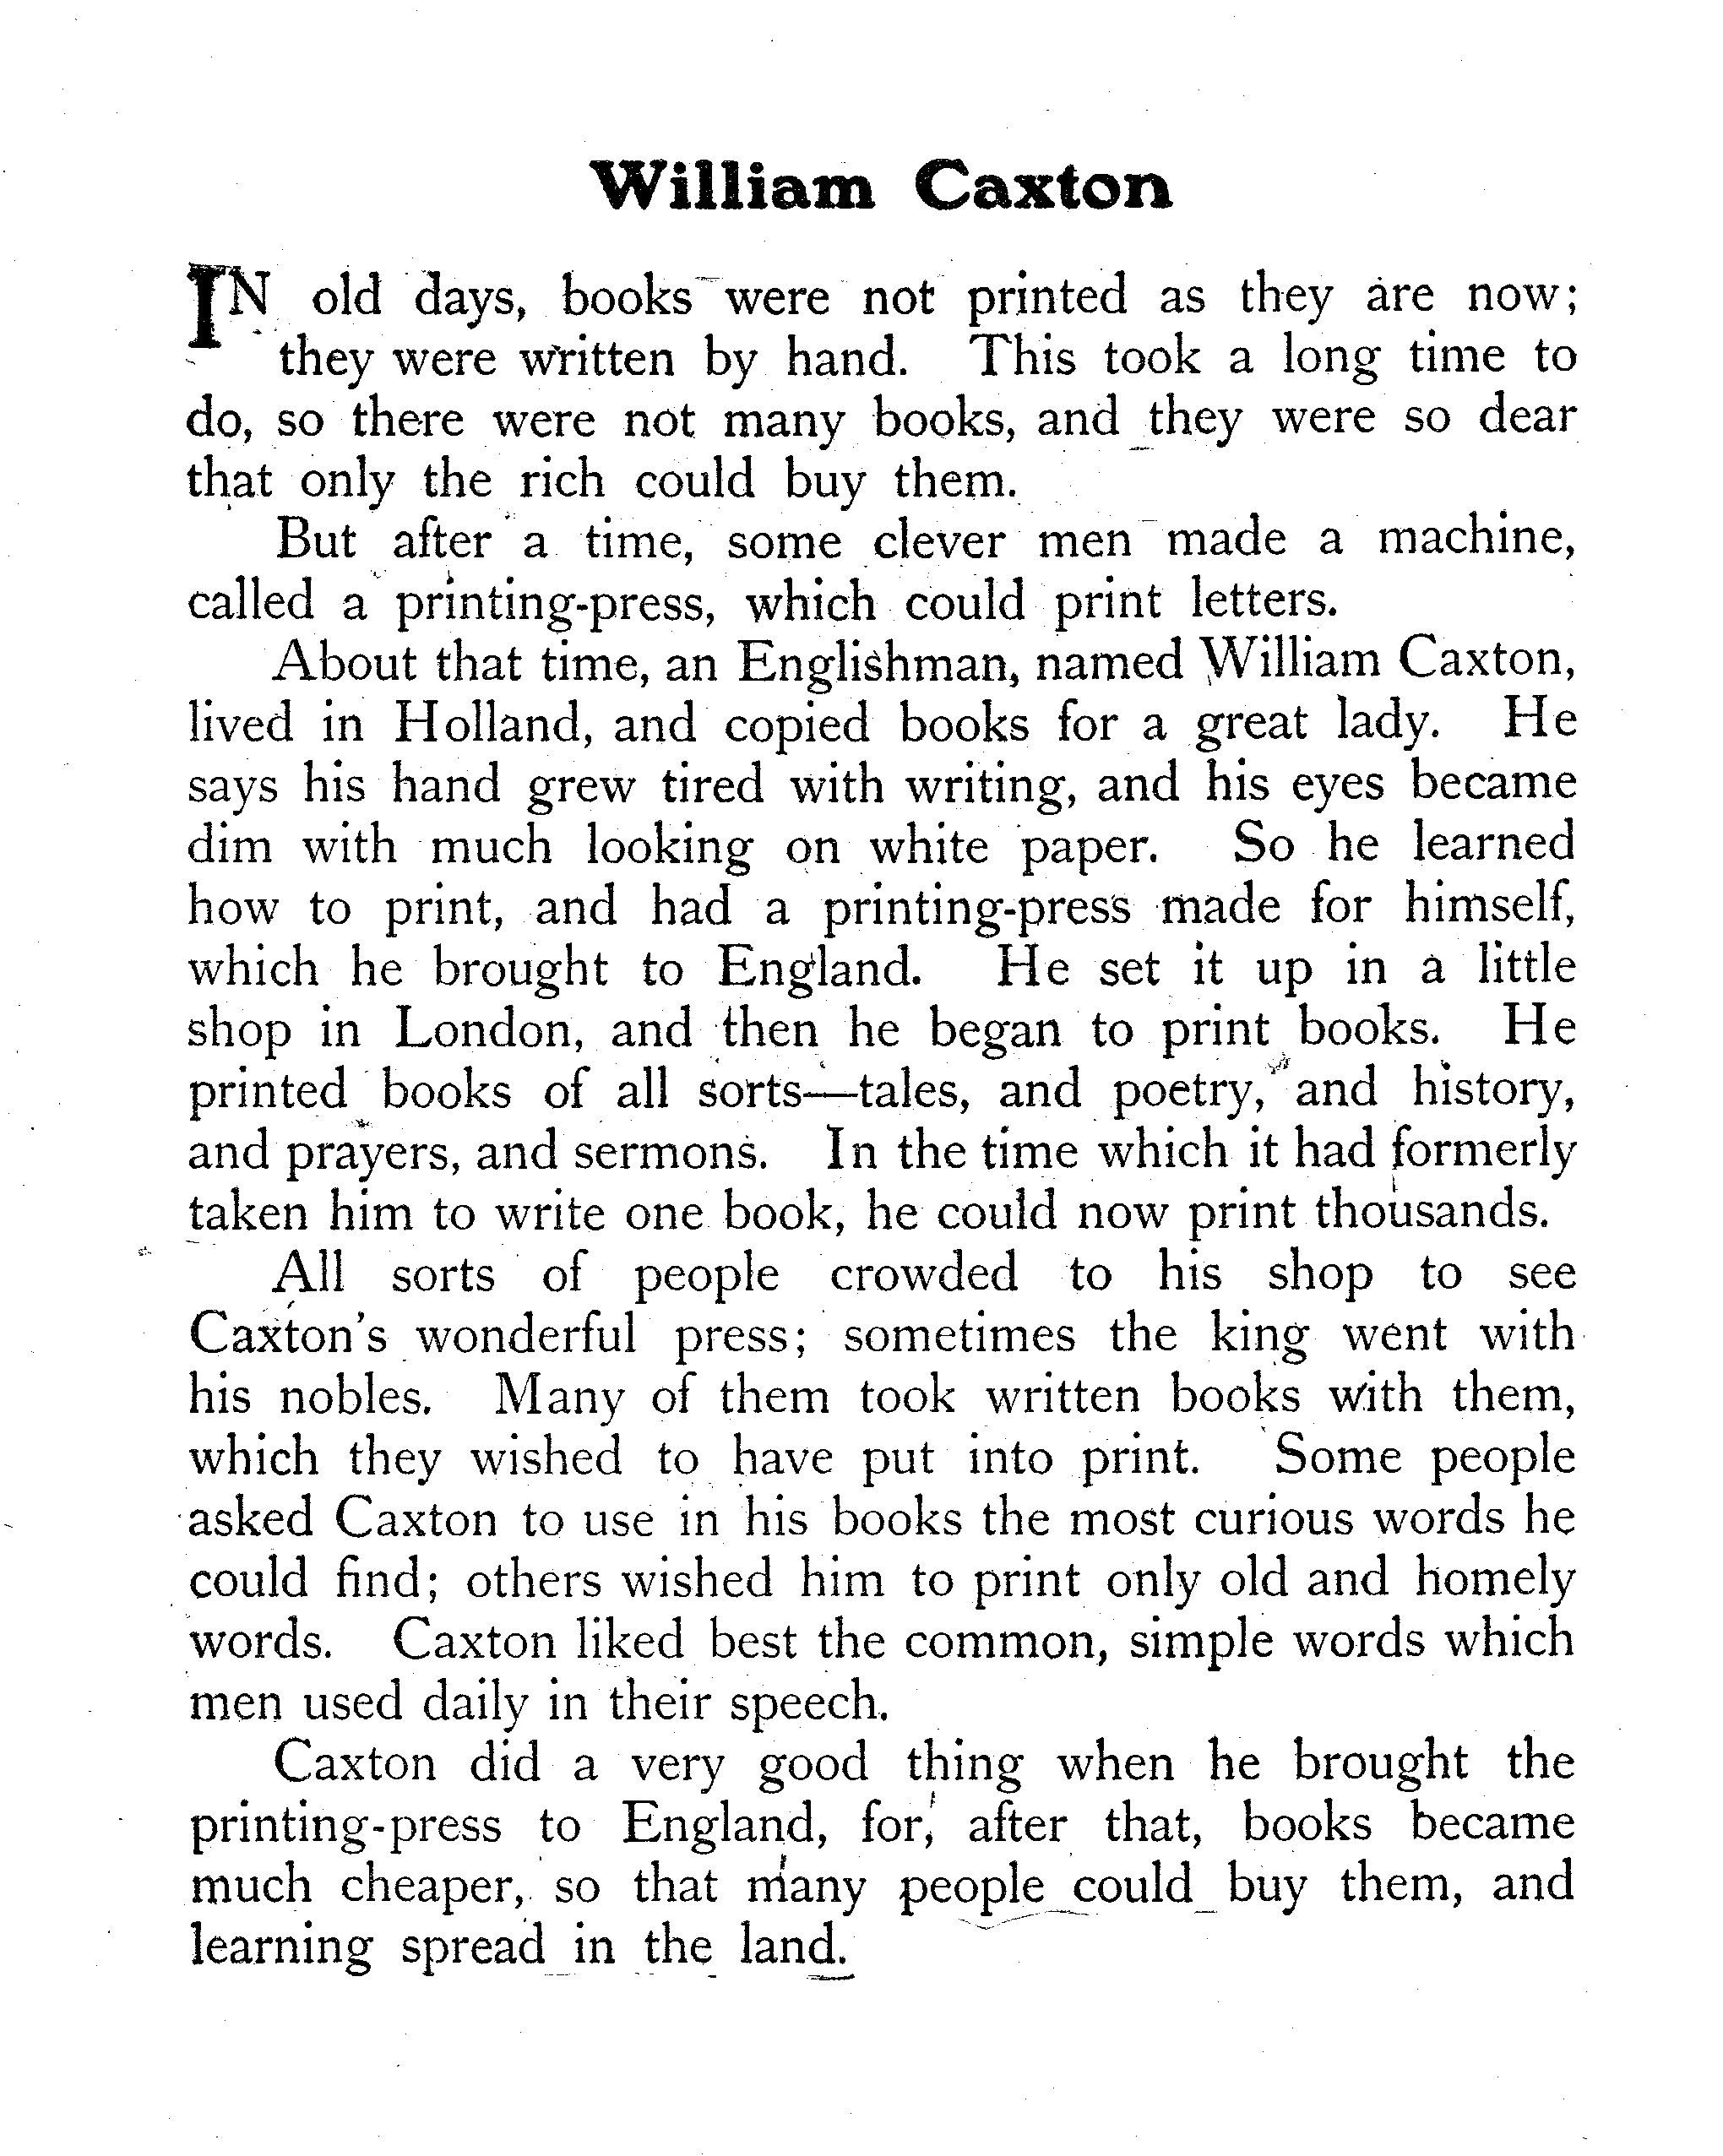 William Caxton
IN old days, books were not printed as they are now;
they were written by hand. This took a long time to
do, so there were not many books, and they were so dear
that only the rich could buy them.
But after a time, some clever men made a machine,
called a printing-press, which could print letters.
About that time, an Englishman, named William Caxton,
lived in Holland, and copied books for a great lady. He
says his hand grew tired with writing, and his eyes became
dim with much looking on white paper. So he learned
how to print, and had a printing-press made for himself,
which he brought to England. He set it up in a little
shop in London, and then he began to print books. He
printed books of all sorts—tales, and poetry, and history,
and prayers, and sermons. In the time which it had formerly
taken him to write one book, he could now print thousands.
All sorts of people crowded to his shop to see
Caxton's wonderful press; sometimes the king went with
his nobles. Many of them took written books with them,
which they wished to have put into print. Some people
asked Caxton to use in his books the most curious words he
could find; others wished him to print only old and homely
words. Caxton liked best the common, simple words which
men used daily in their speech.
Caxton did a very good thing when he brought the
printing-press to England, for, after that, books became
much cheaper, so that many people could buy them, and
learning spread in the land.